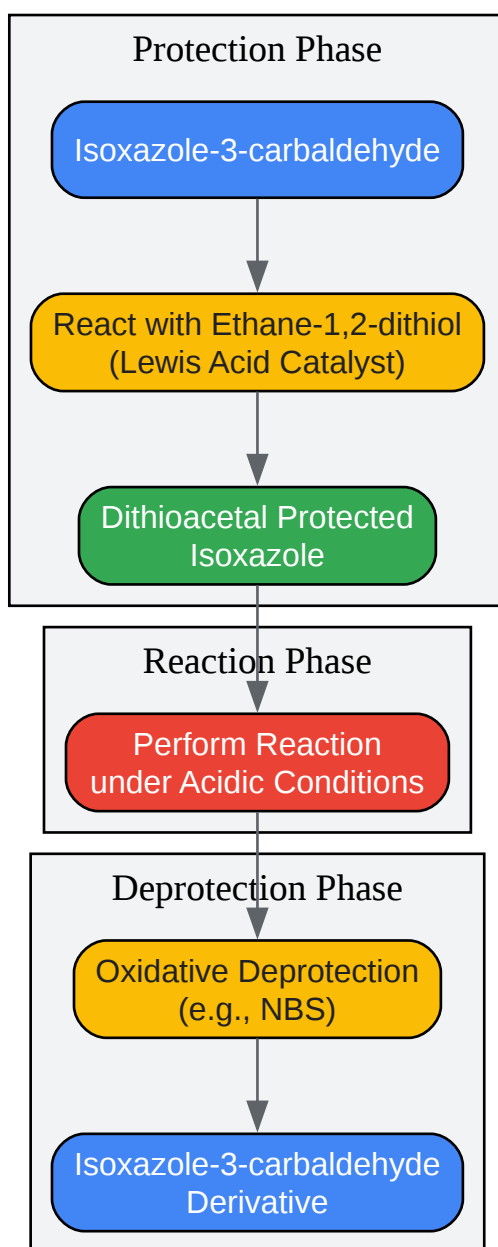 Protection Phase
Isoxazole-3-carbaldehyde
React with Ethane-1,2-dithiol
(Lewis Acid Catalyst)
Dithioacetal Protected
Isoxazole
Reaction Phase
Perform Reaction
under Acidic Conditions
Deprotection Phase
Oxidative Deprotection
(e.g., NBS)
Isoxazole-3-carbaldehyde
Derivative